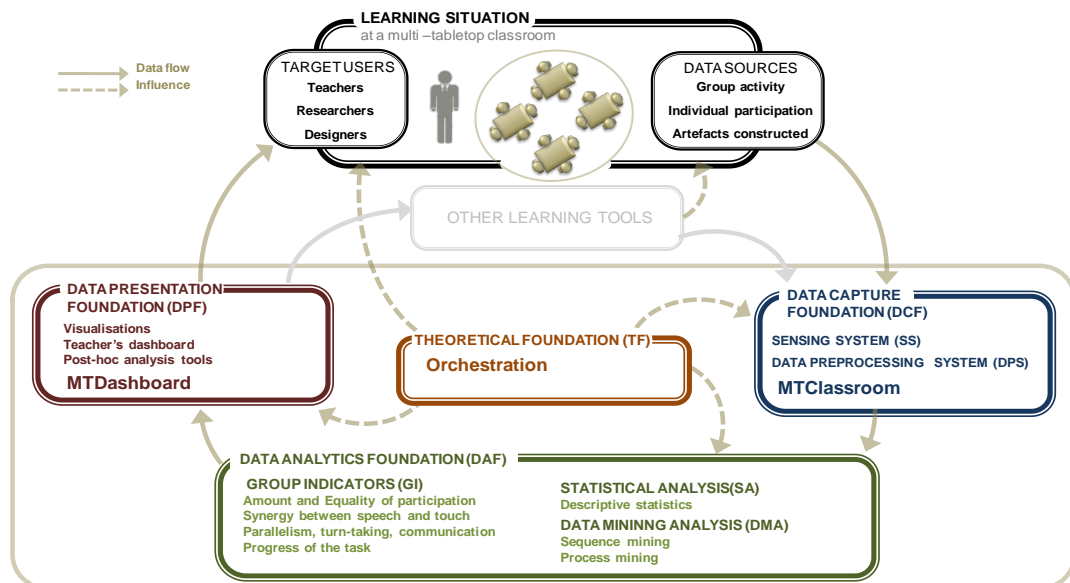 LEARNING SITUATION
at a multi –tabletop classroom
Data flow
Influence
TARGET USERS
Teachers
Researchers
Designers
DATA SOURCES
Group activity
Individual participation
Artefacts constructed
OTHER LEARNING TOOLS
DATA PRESENTATION
FOUNDATION (DPF)
Visualisations
Teacher's dashboard
Post-hoc analysis tools
MTDashboard
THEORETICAL FOUNDATION (TF)
Orchestration
DATA CAPTURE
FOUNDATION (DCF)
SENSING SYSTEM (SS)
DATA PREPROCESSING SYSTEM (DPS)
MTClassroom
DATA ANALYTICS FOUNDATION (DAF)
GROUP INDICATORS (GI)
Amount and Equality of participation
Synergy between speech and touch
Parallelism, turn-taking, communication
Progress of the task
STATISTICAL ANALYSIS(SA)
Descriptive statistics
DATA MININNG ANALYSIS (DMA)
Sequence mining
Process mining